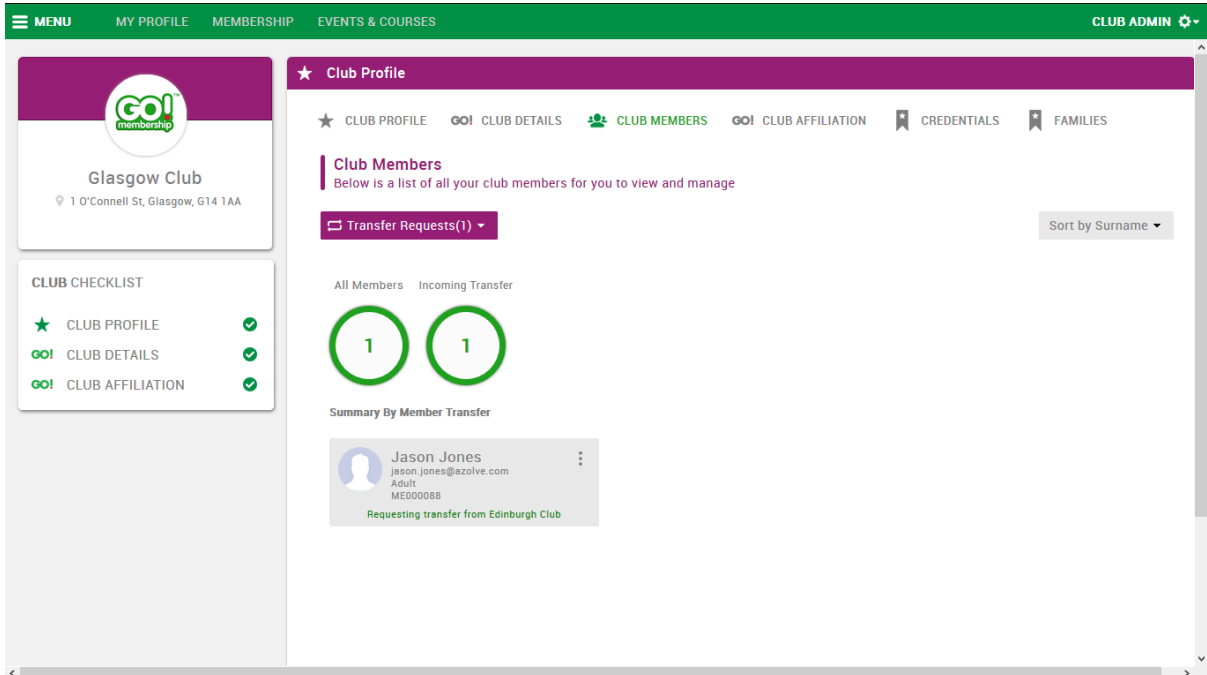 MENU MY PROFILE MEMBERSHIP EVENTS & COURSES CLUB ADMIN
GO!™
membership
Glasgow Club
1 O'Connell St, Glasgow, G14 1AA
CLUB CHECKLIST
CLUB PROFILE
GO! CLUB DETAILS
GO! CLUB AFFILIATION
Club Profile
CLUB PROFILE GO! CLUB DETAILS CLUB MEMBERS GO! CLUB AFFILIATION CREDENTIALS FAMILIES
Club Members
Below is a list of all your club members for you to view and manage
Transfer Requests(1) Sort by Surname
All Members Incoming Transfer
1 1
Summary By Member Transfer
Jason Jones
jason.jones@azolve.com
Adult
ME000088
Requesting transfer from Edinburgh Club